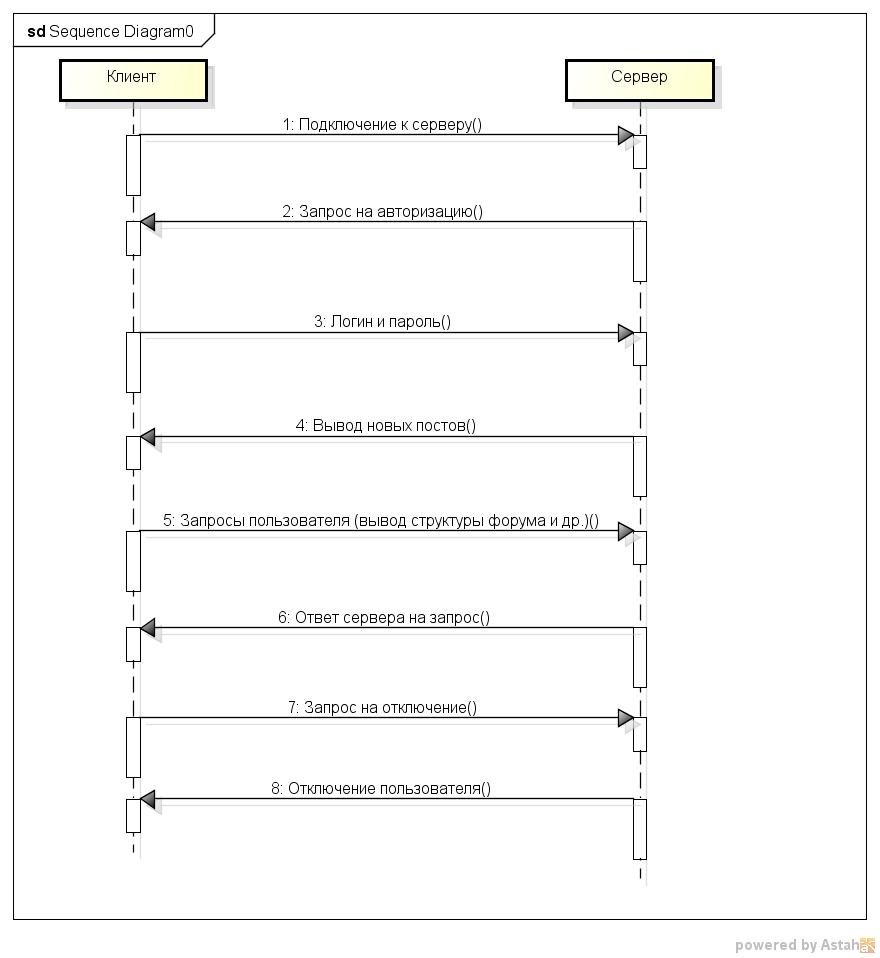 sd Sequence Diagram0
Клиент
Сервер
1: Подключение к серверу()
2: Запрос на авторизацию()
3: Логин и пароль()
4: Вывод новых постов()
5: Запросы пользователя (вывод структуры форума и др.)()
6: Ответ сервера на запрос()
7: Запрос на отключение()
8: Отключение пользователя()
powered by Astah